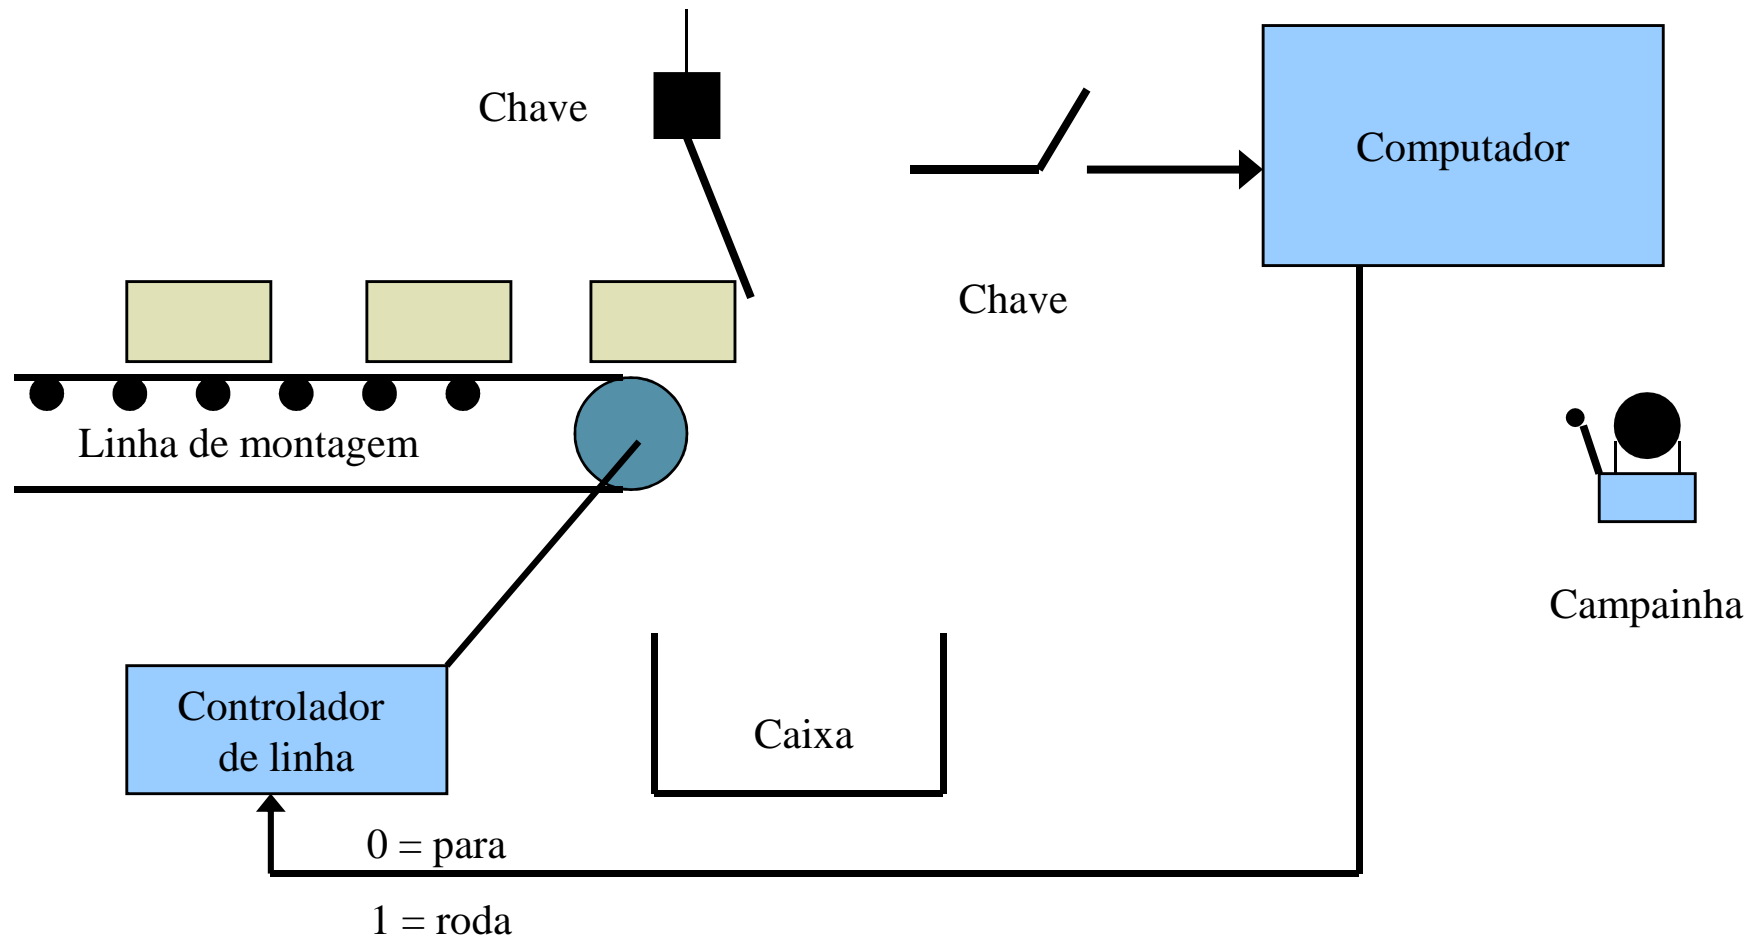 Chave
Computador
Chave
Linha de montagem
Campainha
Controlador
de linha
Caixa
0 = para
1 = roda